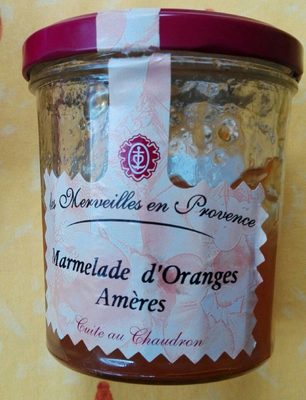 Les Merveilles en Provence
Marmelade d'Oranges
Amères
Cuite au Chaudron